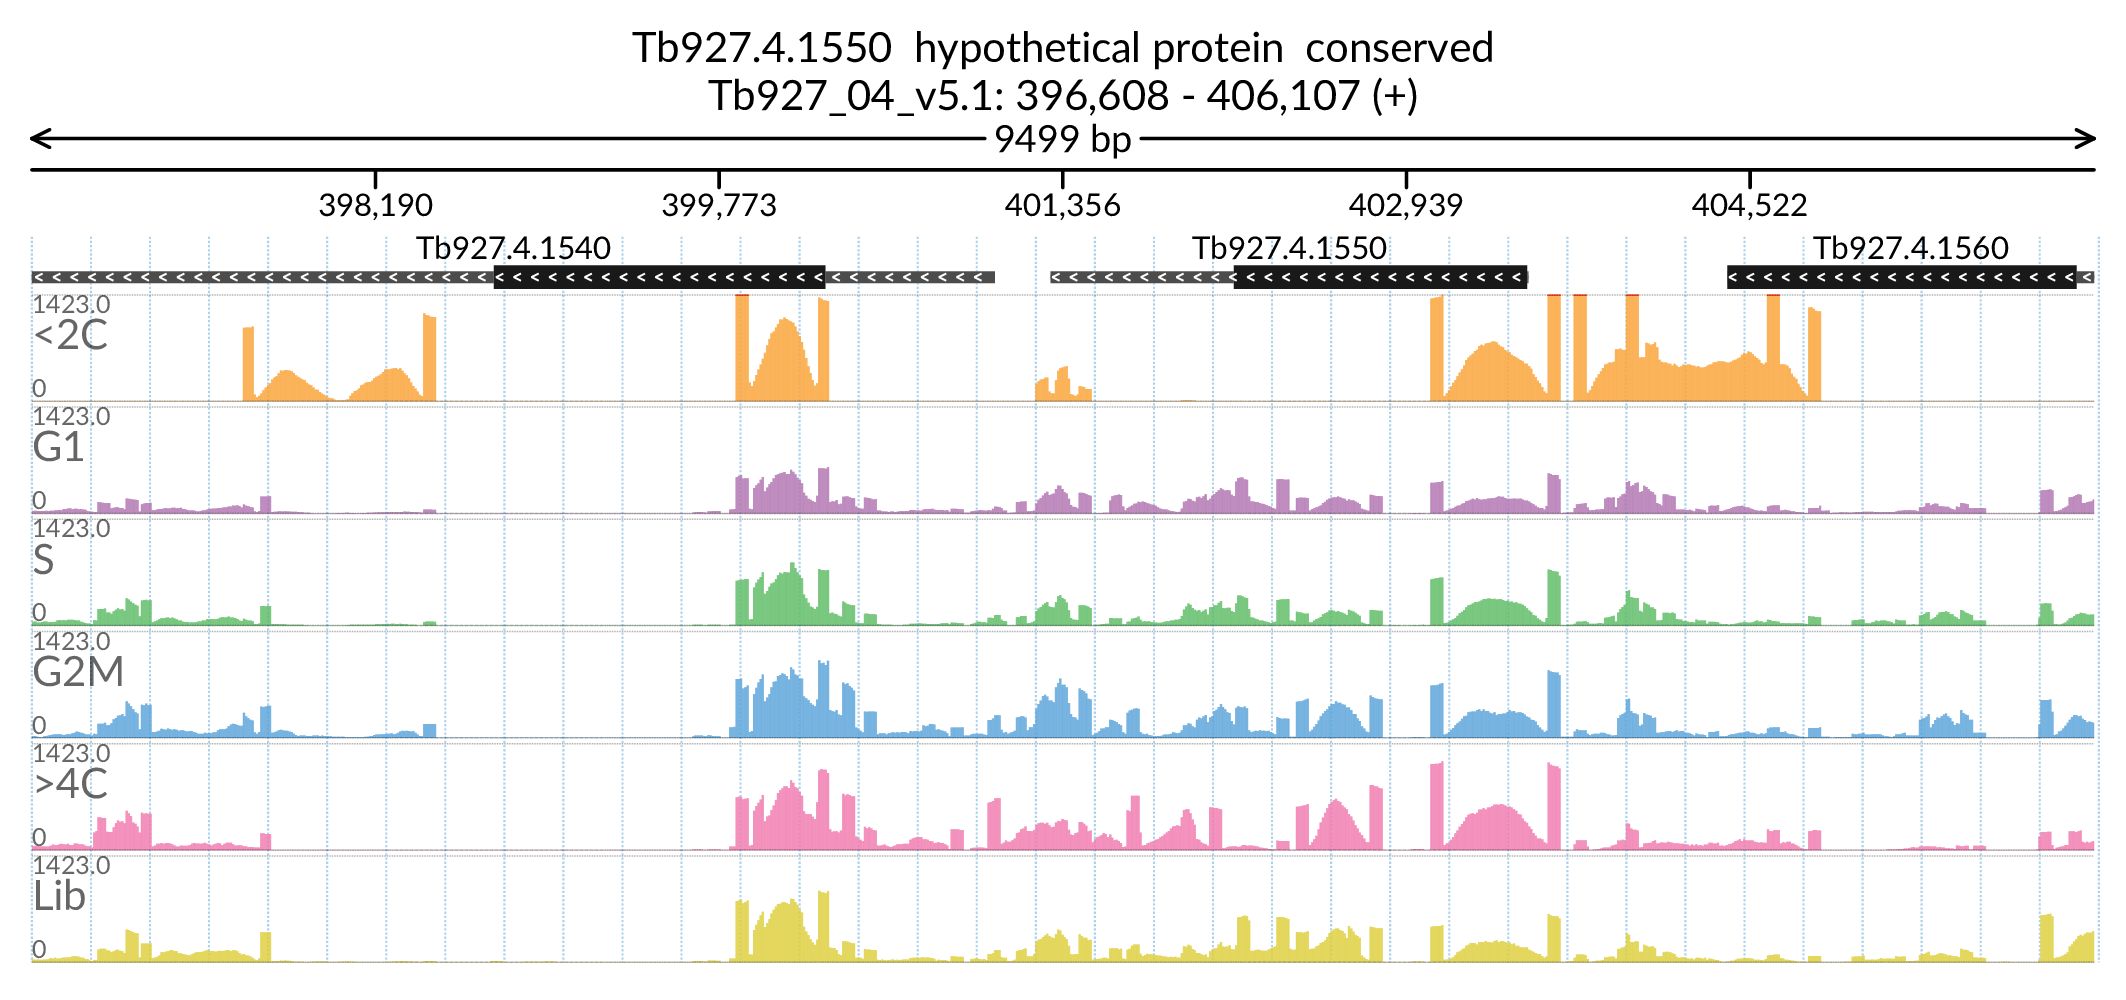 Tb927.4.1550  hypothetical protein  conserved
Tb927_04_v5.1: 396,608 - 406,107 (+)
9499 bp
398,190 399,773 401,356 402,939 404,522
Tb927.4.1540 Tb927.4.1550 Tb927.4.1560
1423.0
<2C
0
1423.0
G1
0
1423.0
S
0
1423.0
G2M
0
1423.0
>4C
0
1423.0
Lib
0